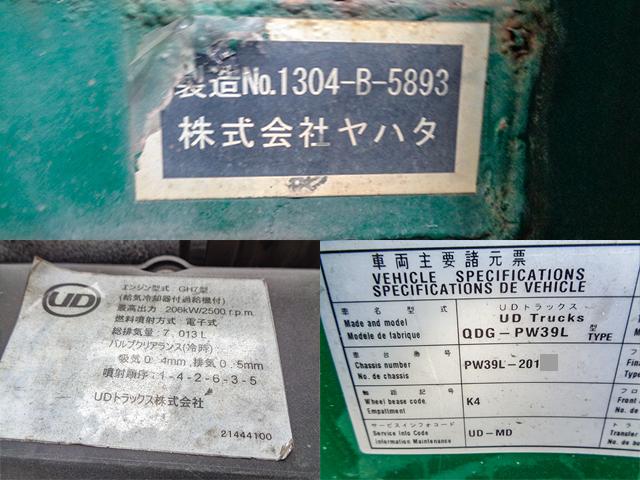 製造No.1304-B-5893
株式会社ヤハタ
UD
エンジン型式 GH7型
(給気冷却器付過給機付)
最高出力 206kW/2500r.p.m.
燃料噴射方式 電子式
総排気量: 7,013L
バルブクリアランス(冷時)
吸気0.4mm,排気0.5mm
噴射順序:1-4-2-6-3-5
UDトラックス株式会社
21444100
車両主要諸元票
VEHICLE SPECIFICATIONS
SPECIFICATIONS DE VEHICLE
車名型式 UDトラックス
Made and model UD Trucks
Modèle de fabrique QDG-PW39L 型 TYPE
車台番号
Chassis number PW39L-201
No. de chassis
軸距記号
Wheel base code. K4
Empattment
サービスインフォコード
Service Info Code UD-MD
Information Maintenance